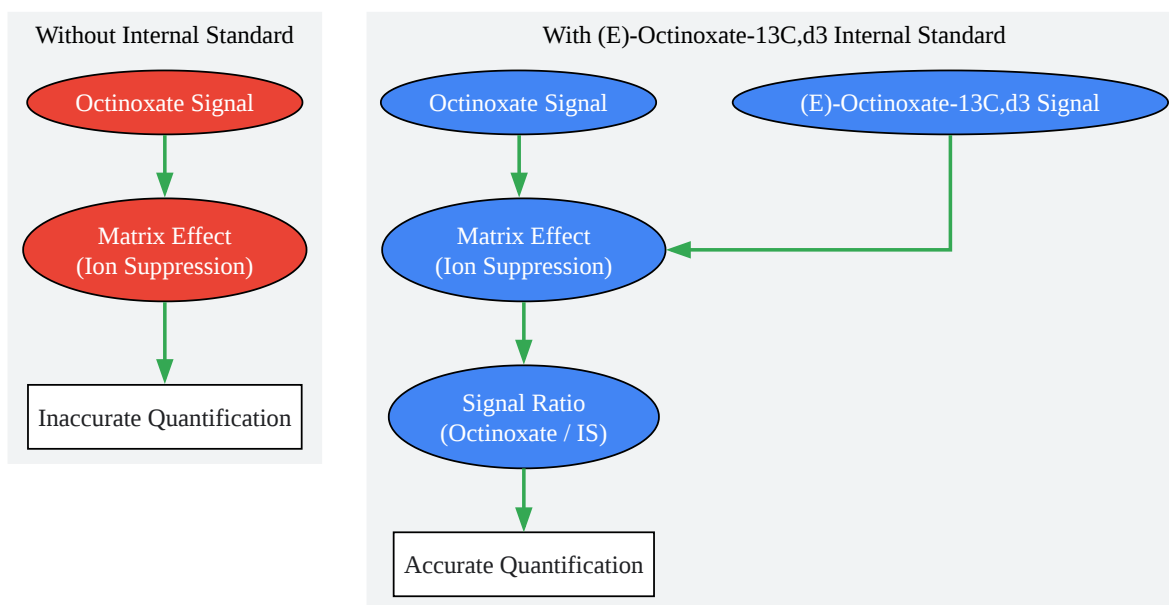 Without Internal Standard
Octinoxate Signal
Matrix Effect
(Ion Suppression)
Inaccurate Quantification
With (E)-Octinoxate-13C,d3 Internal Standard
Octinoxate Signal
(E)-Octinoxate-13C,d3 Signal
Matrix Effect
(Ion Suppression)
Signal Ratio
(Octinoxate / IS)
Accurate Quantification